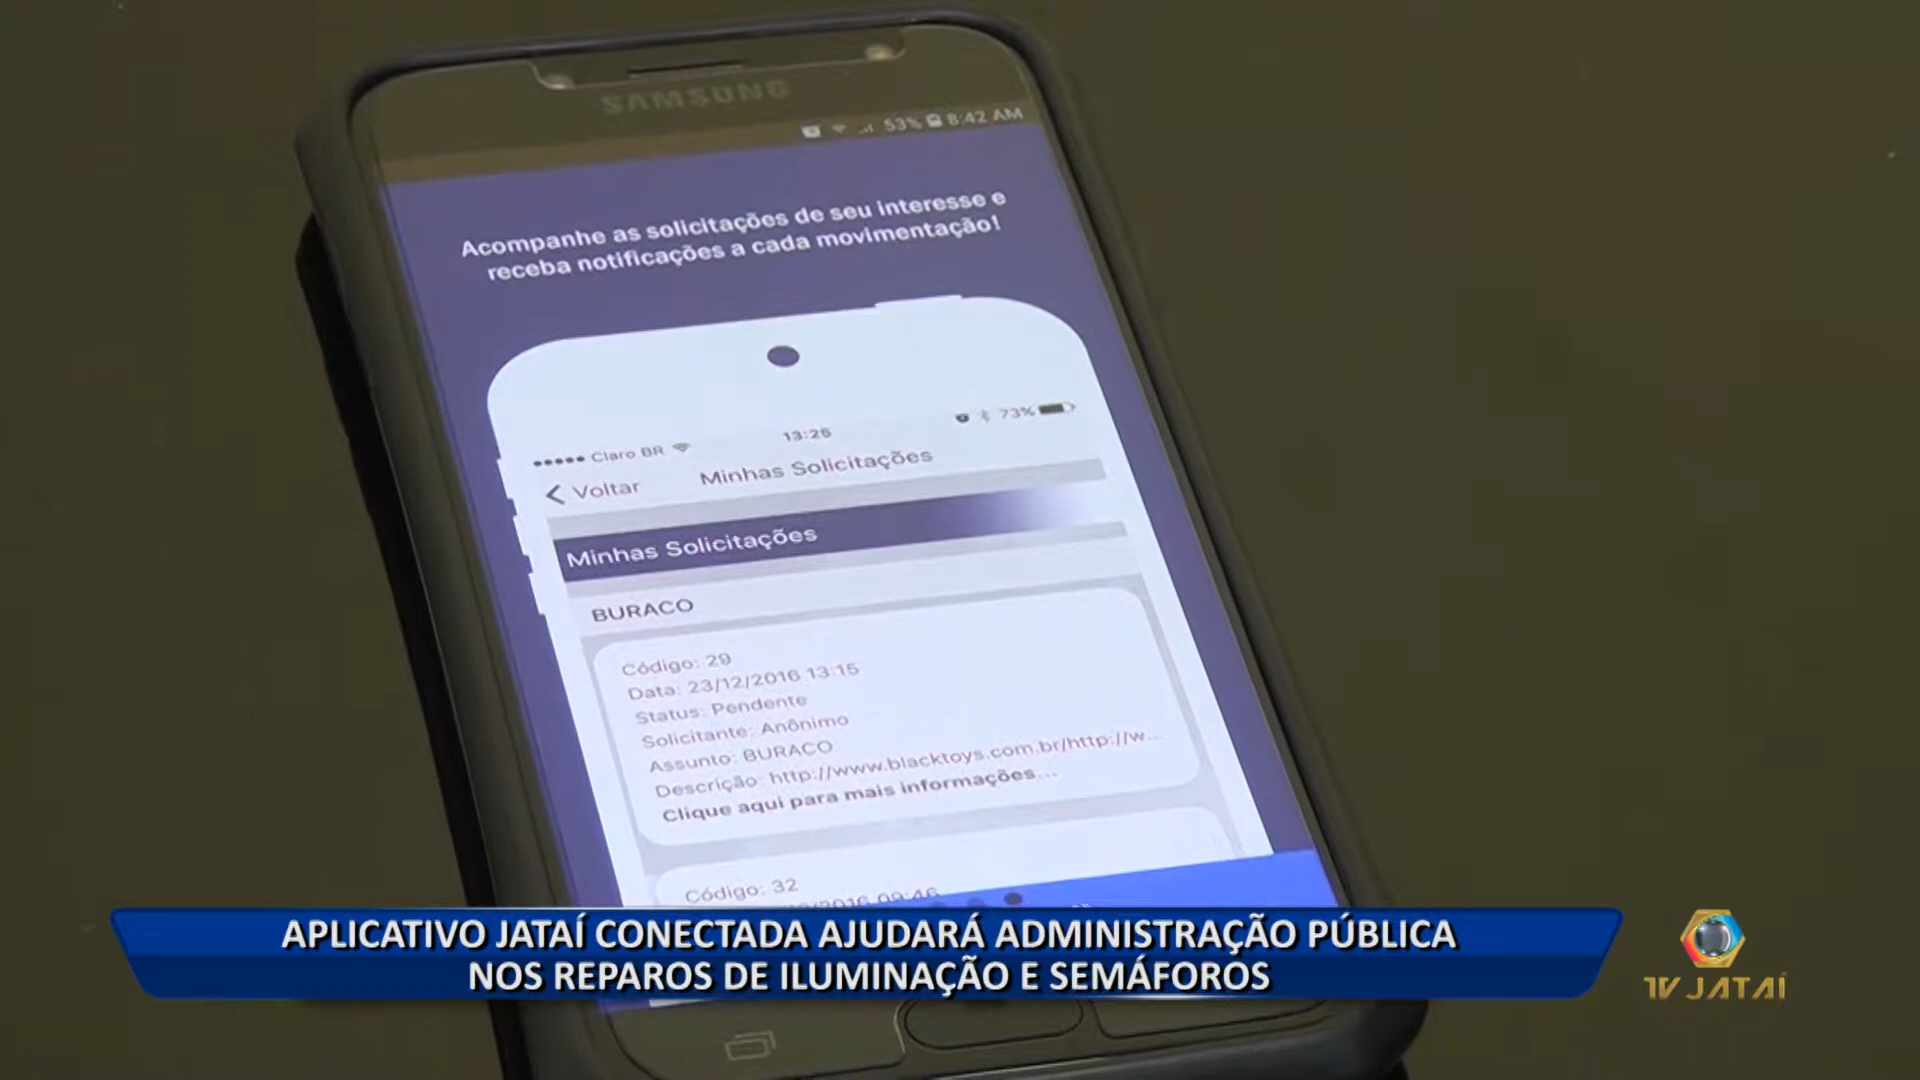 SAMSUNG
53% 8:42 AM
Acompanhe as solicitações de seu interesse e
receba notificações a cada movimentação!
Claro BR 13:26 73%
Voltar Minhas Solicitações
Minhas Solicitações
BURACO
Código: 29
Data: 23/12/2016 13:15
Status: Pendente
Solicitante: Anônimo
Assunto: BURACO
Descrição: http://www.blacktoys.com.br/http://w...
Clique aqui para mais informações...
Código: 32
/2016 09:46
APLICATIVO JATAÍ CONECTADA AJUDARÁ ADMINISTRAÇÃO PÚBLICA
NOS REPAROS DE ILUMINAÇÃO E SEMÁFOROS
TV JATAÍ